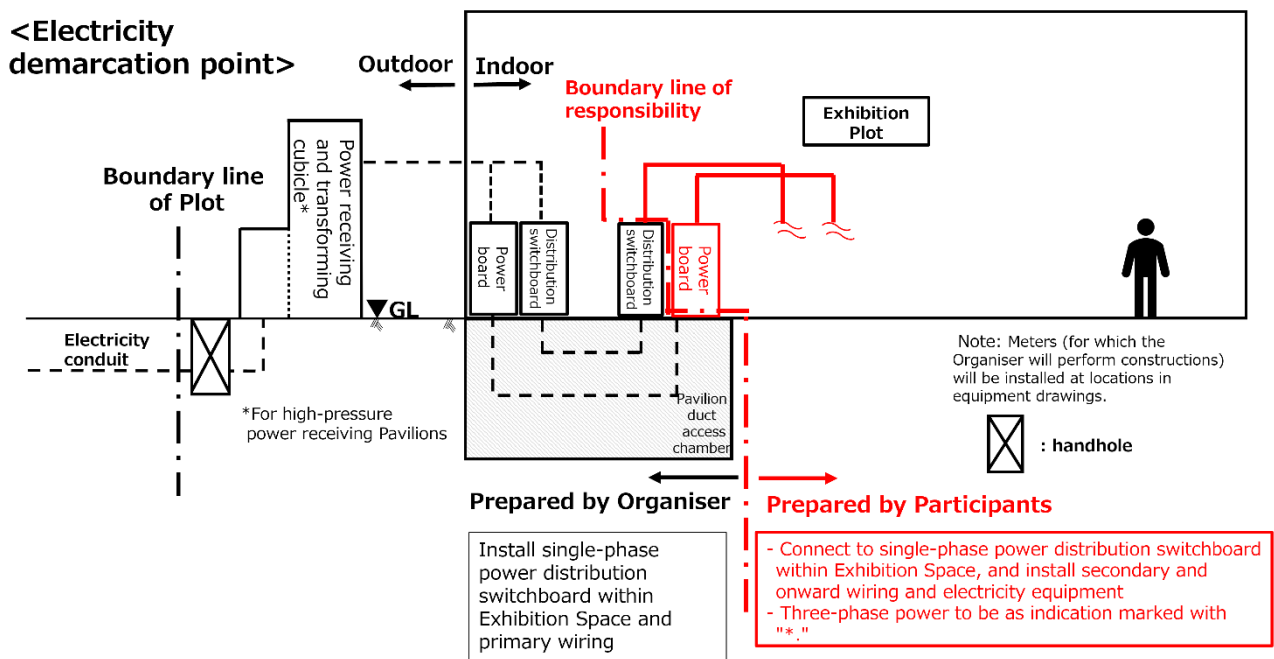 <Electricity
demarcation point>
Outdoor
Indoor
Boundary line of
responsibility
Exhibition
Plot
Boundary line
of Plot
Power receiving
and transforming
cubicle*
Power
board
Distribution
switchboard
Distribution
switchboard
Power
board
GL
Electricity
conduit
*For high-pressure
power receiving Pavilions
Pavilion
duct
access
chamber
Note: Meters (for which the
Organiser will perform constructions)
will be installed at locations in
equipment drawings.
: handhole
Prepared by Organiser
Prepared by Participants
Install single-phase
power distribution
switchboard within
Exhibition Space and
primary wiring
- Connect to single-phase power distribution switchboard
within Exhibition Space, and install secondary and
onward wiring and electricity equipment
- Three-phase power to be as indication marked with
"*."